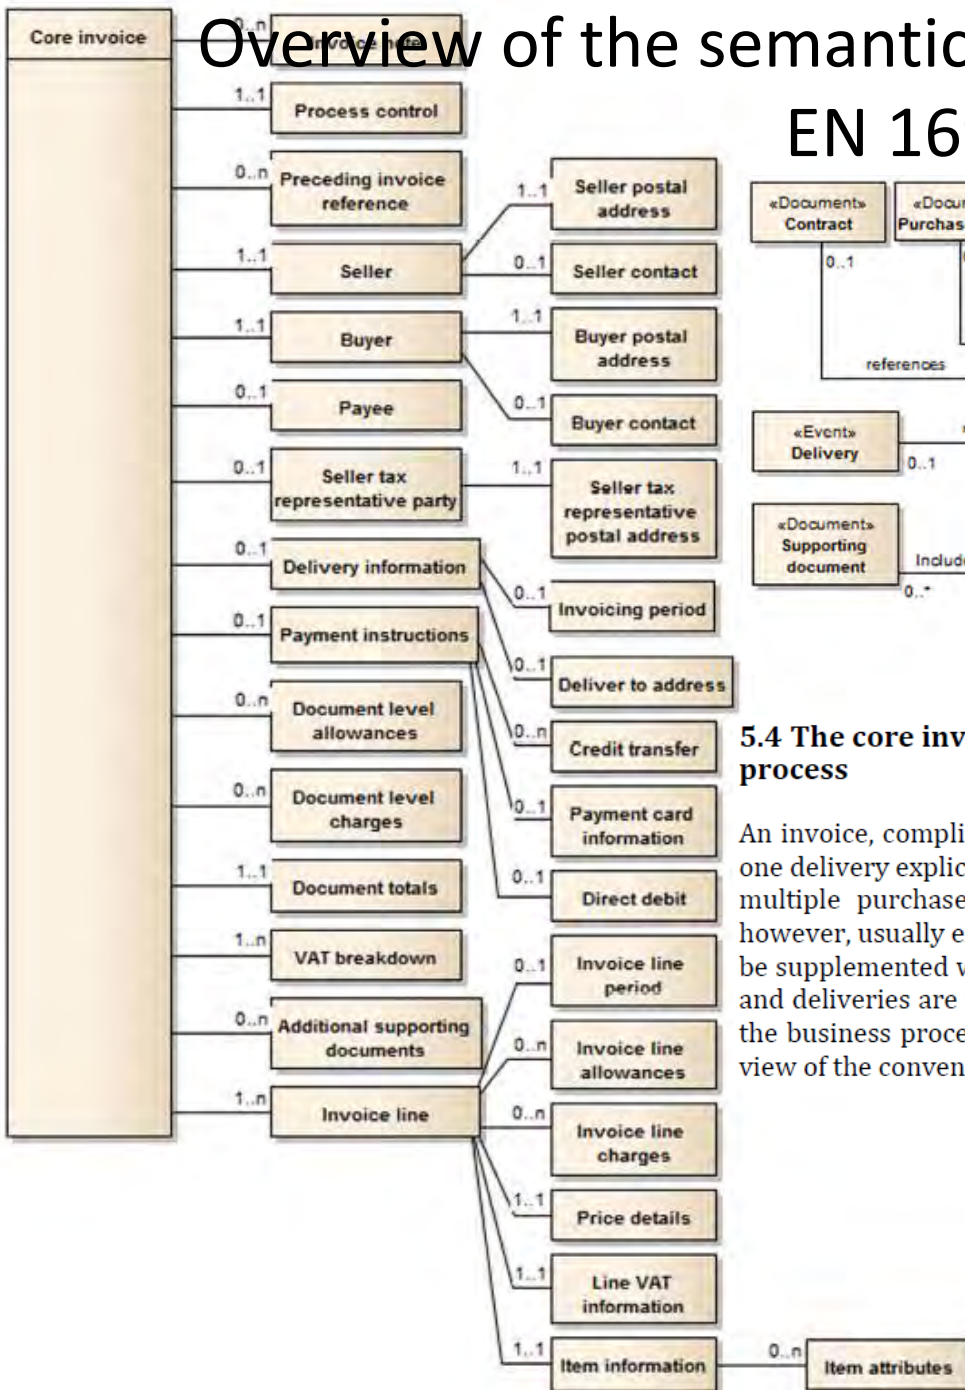 Overview of the semantic
EN 16
Core invoice
0..n
Invoice note
1..1
Process control
0..n
Preceding invoice
reference
1..1
Seller
1..1
Seller postal
address
0..1
Seller contact
1..1
Buyer
1..1
Buyer postal
address
0..1
Buyer contact
0..1
Payee
0..1
Seller tax
representative party
1..1
Seller tax
representative
postal address
0..1
Delivery information
0..1
Invoicing period
0..1
Deliver to address
0..1
Payment instructions
0..n
Credit transfer
0..1
Payment card
information
0..1
Direct debit
0..n
Document level
allowances
0..n
Document level
charges
1..1
Document totals
1..n
VAT breakdown
0..n
Additional supporting
documents
1..n
Invoice line
0..1
Invoice line
period
0..n
Invoice line
allowances
0..n
Invoice line
charges
1..1
Price details
1..1
Line VAT
information
1..1
Item information
0..n
Item attributes
«Document»
Contract
0..1
«Docum
Purchas
references
«Event»
Delivery
0..1
«Document»
Supporting
document
Include
0..*
5.4 The core inv
process
An invoice, compli
one delivery explic
multiple purchase
however, usually e
be supplemented v
and deliveries are
the business proce
view of the conven